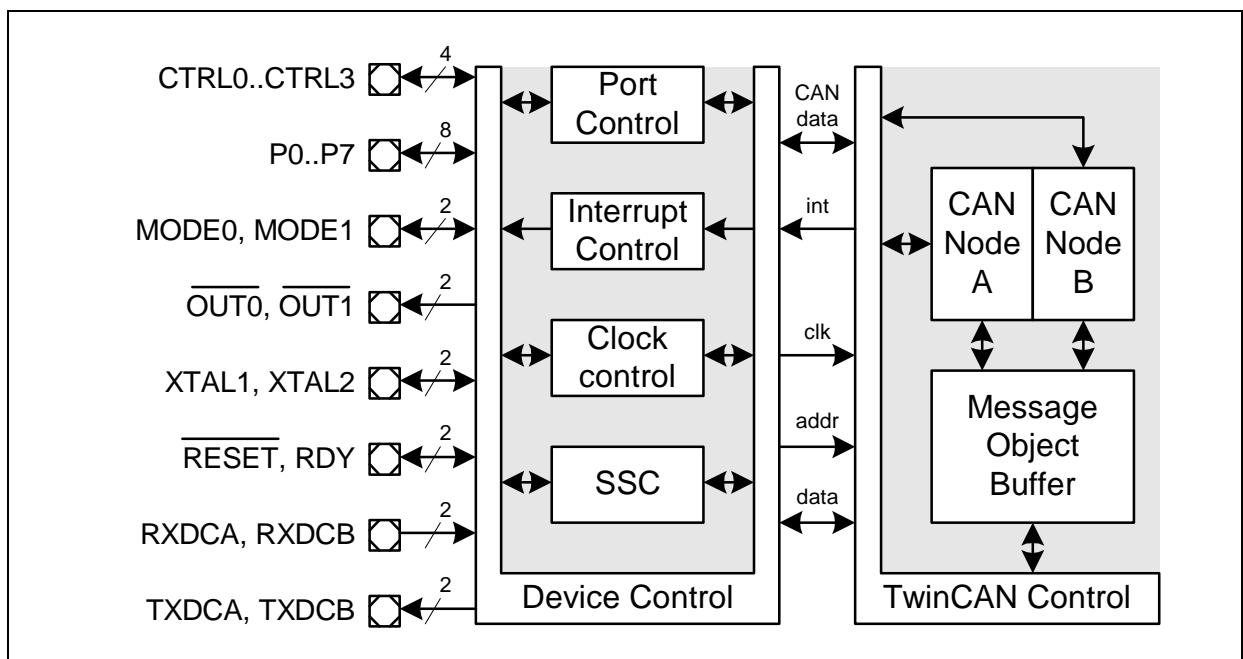 CTRL0..CTRL3
4
P0..P7
8
MODE0, MODE1
2
OUT0, OUT1
2
XTAL1, XTAL2
2
RESET, RDY
2
RXDCA, RXDCB
2
TXDCA, TXDCB
2
Port
Control
Interrupt
Control
Clock
control
SSC
Device Control
CAN
data
int
clk
addr
data
CAN
Node
A
CAN
Node
B
Message
Object
Buffer
TwinCAN Control